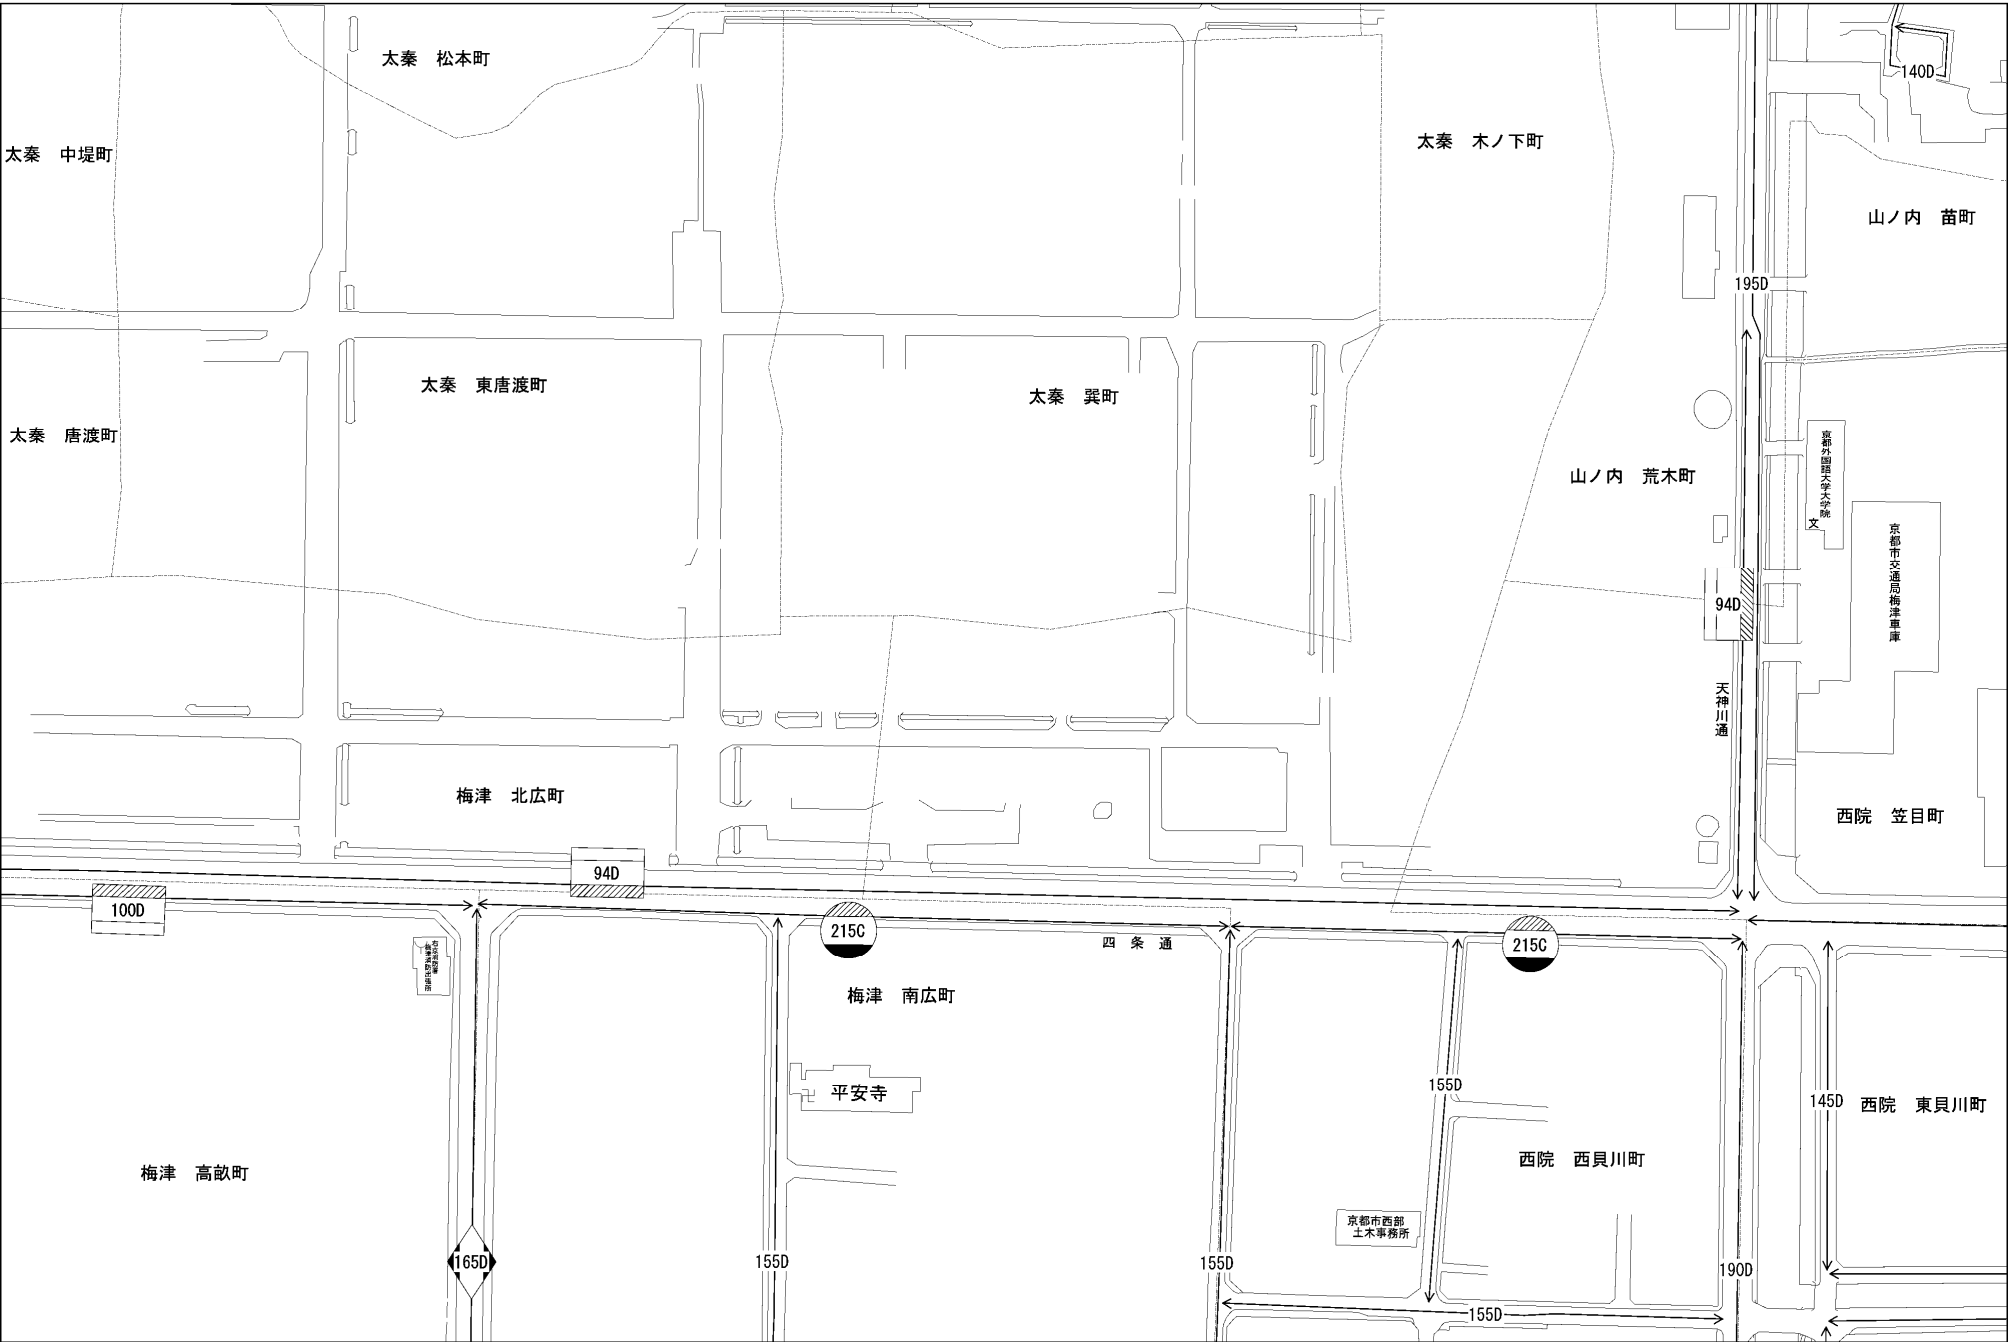 太秦　松本町
140D
太秦　木ノ下町
太秦　中堤町
山ノ内　苗町
195D
太秦　東唐渡町
太秦　巽町
太秦　唐渡町
京都外国語大学大学院
文
山ノ内　荒木町
京都市交通局梅津車庫
94D
天神川通
梅津　北広町
西院　笠目町
94D
100D
215C
四条通
215C
梅津　南広町
平安寺
155D
145D
西院　東貝川町
梅津　高畝町
西院　西貝川町
京都市西部
土木事務所
165D
155D
155D
190D
155D